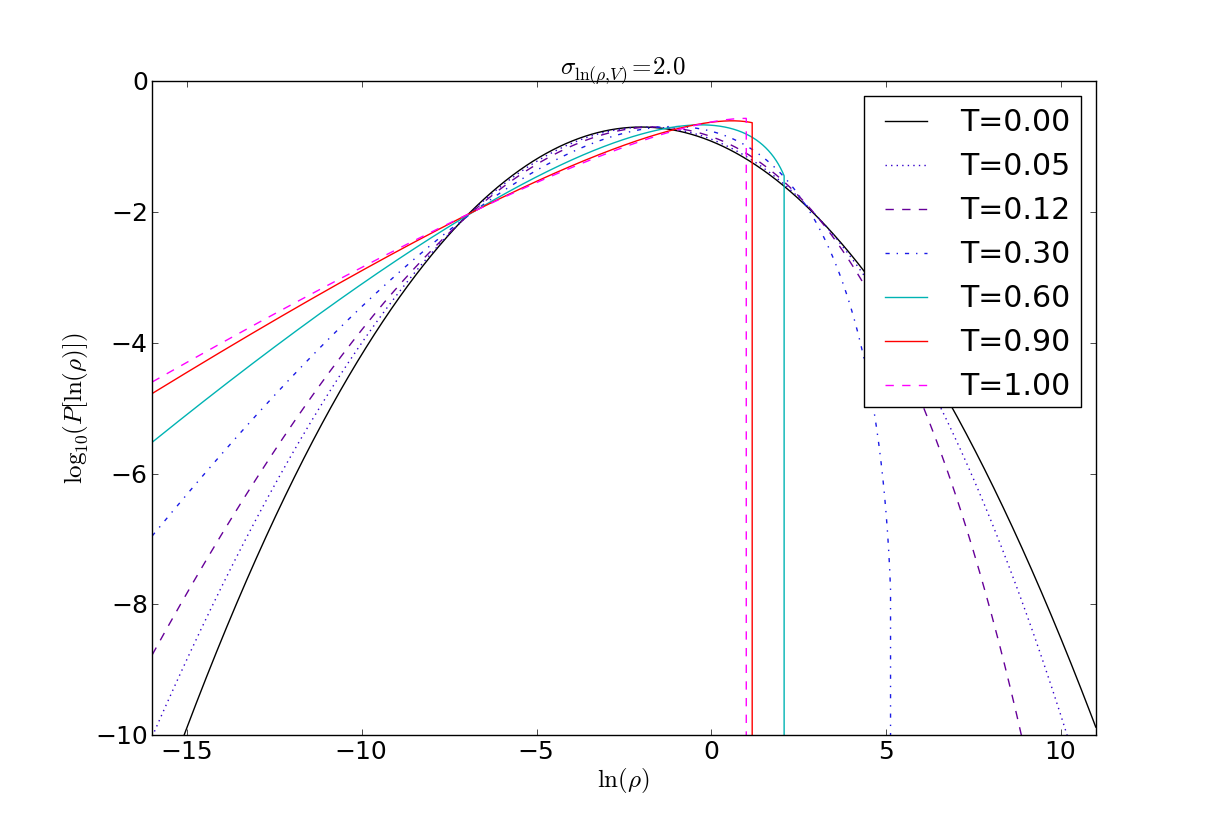 σln(ρ,V)=2.0
0
−2
−4
−6
−8
−10
log10(P[ln(ρ)])
T=0.00
T=0.05
T=0.12
T=0.30
T=0.60
T=0.90
T=1.00
−15
−10
−5
0
5
10
ln(ρ)